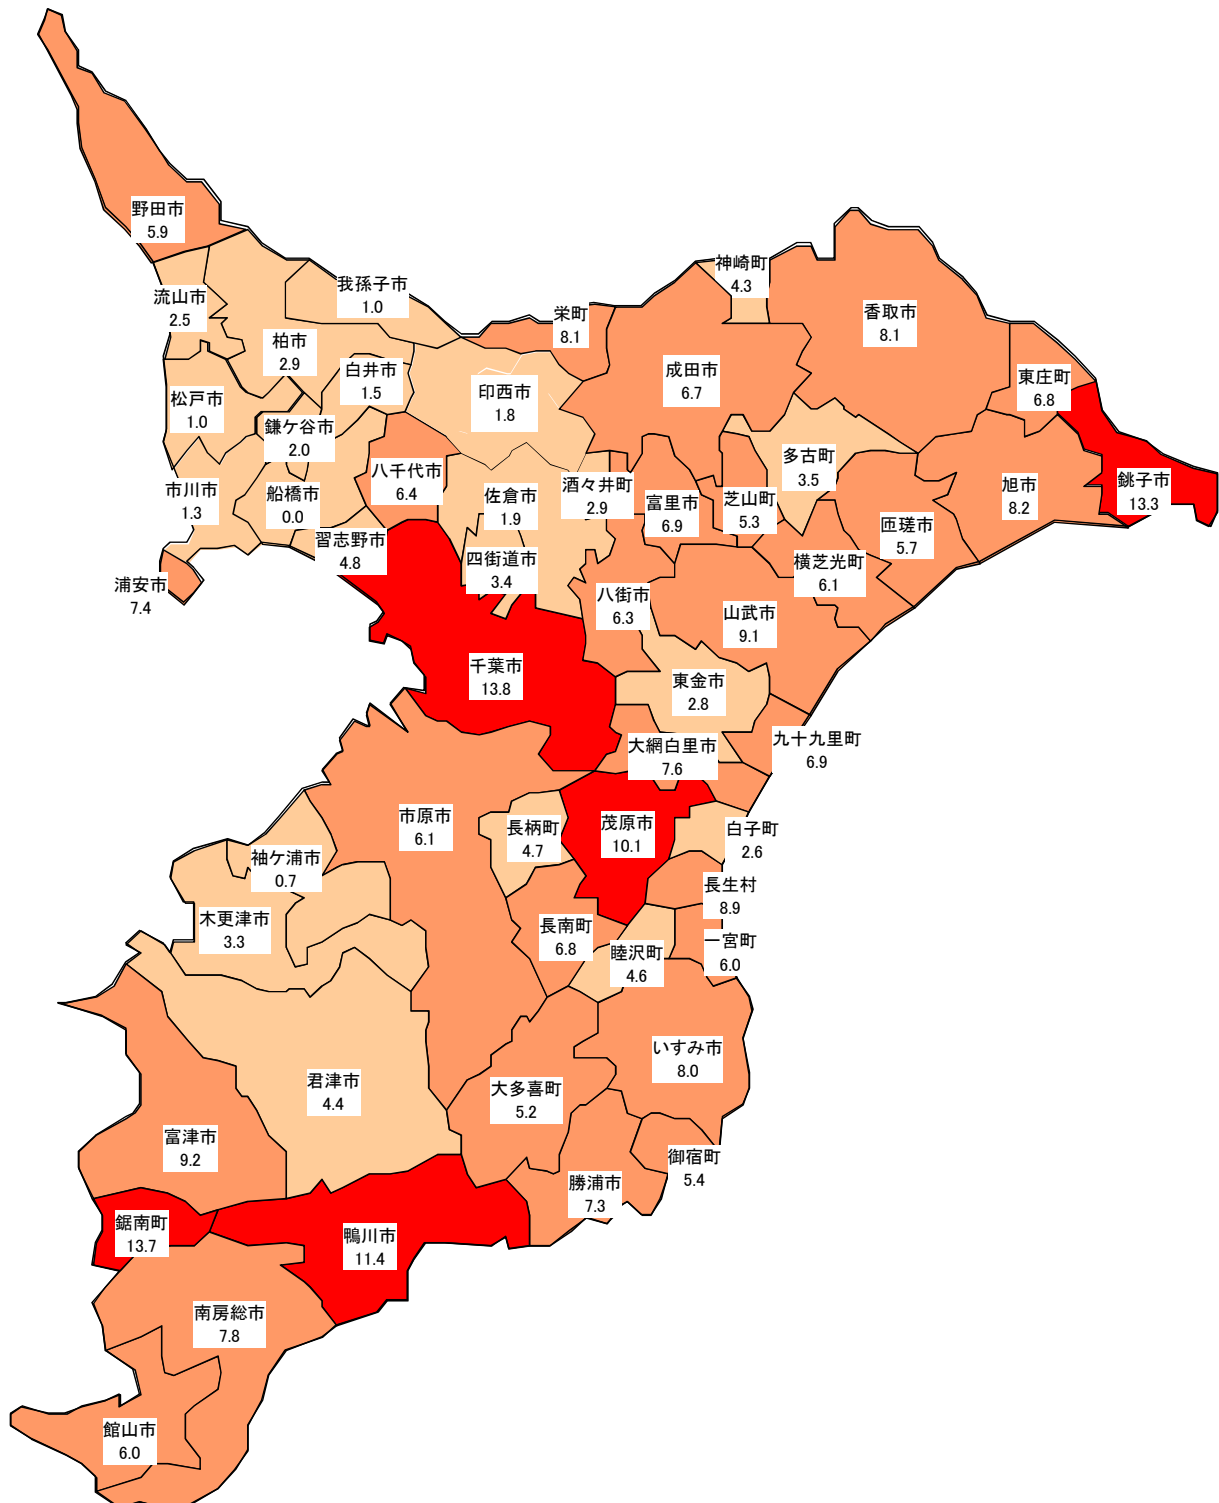 野田市
5.9
流山市
2.5
我孫子市
1.0
柏市
2.9
白井市
1.5
松戸市
1.0
鎌ケ谷市
2.0
市川市
1.3
船橋市
0.0
八千代市
6.4
習志野市
4.8
浦安市
7.4
印西市
1.8
栄町
8.1
神崎町
4.3
香取市
8.1
成田市
6.7
東庄町
6.8
銚子市
13.3
旭市
8.2
多古町
3.5
匝瑳市
5.7
佐倉市
1.9
酒々井町
2.9
富里市
6.9
芝山町
5.3
横芝光町
6.1
四街道市
3.4
八街市
6.3
山武市
9.1
千葉市
13.8
東金市
2.8
大網白里市
7.6
九十九里町
6.9
市原市
6.1
長柄町
4.7
茂原市
10.1
白子町
2.6
袖ケ浦市
0.7
長生村
8.9
木更津市
3.3
長南町
6.8
睦沢町
4.6
一宮町
6.0
いすみ市
8.0
君津市
4.4
大多喜町
5.2
富津市
9.2
御宿町
5.4
勝浦市
7.3
鋸南町
13.7
鴨川市
11.4
南房総市
7.8
館山市
6.0